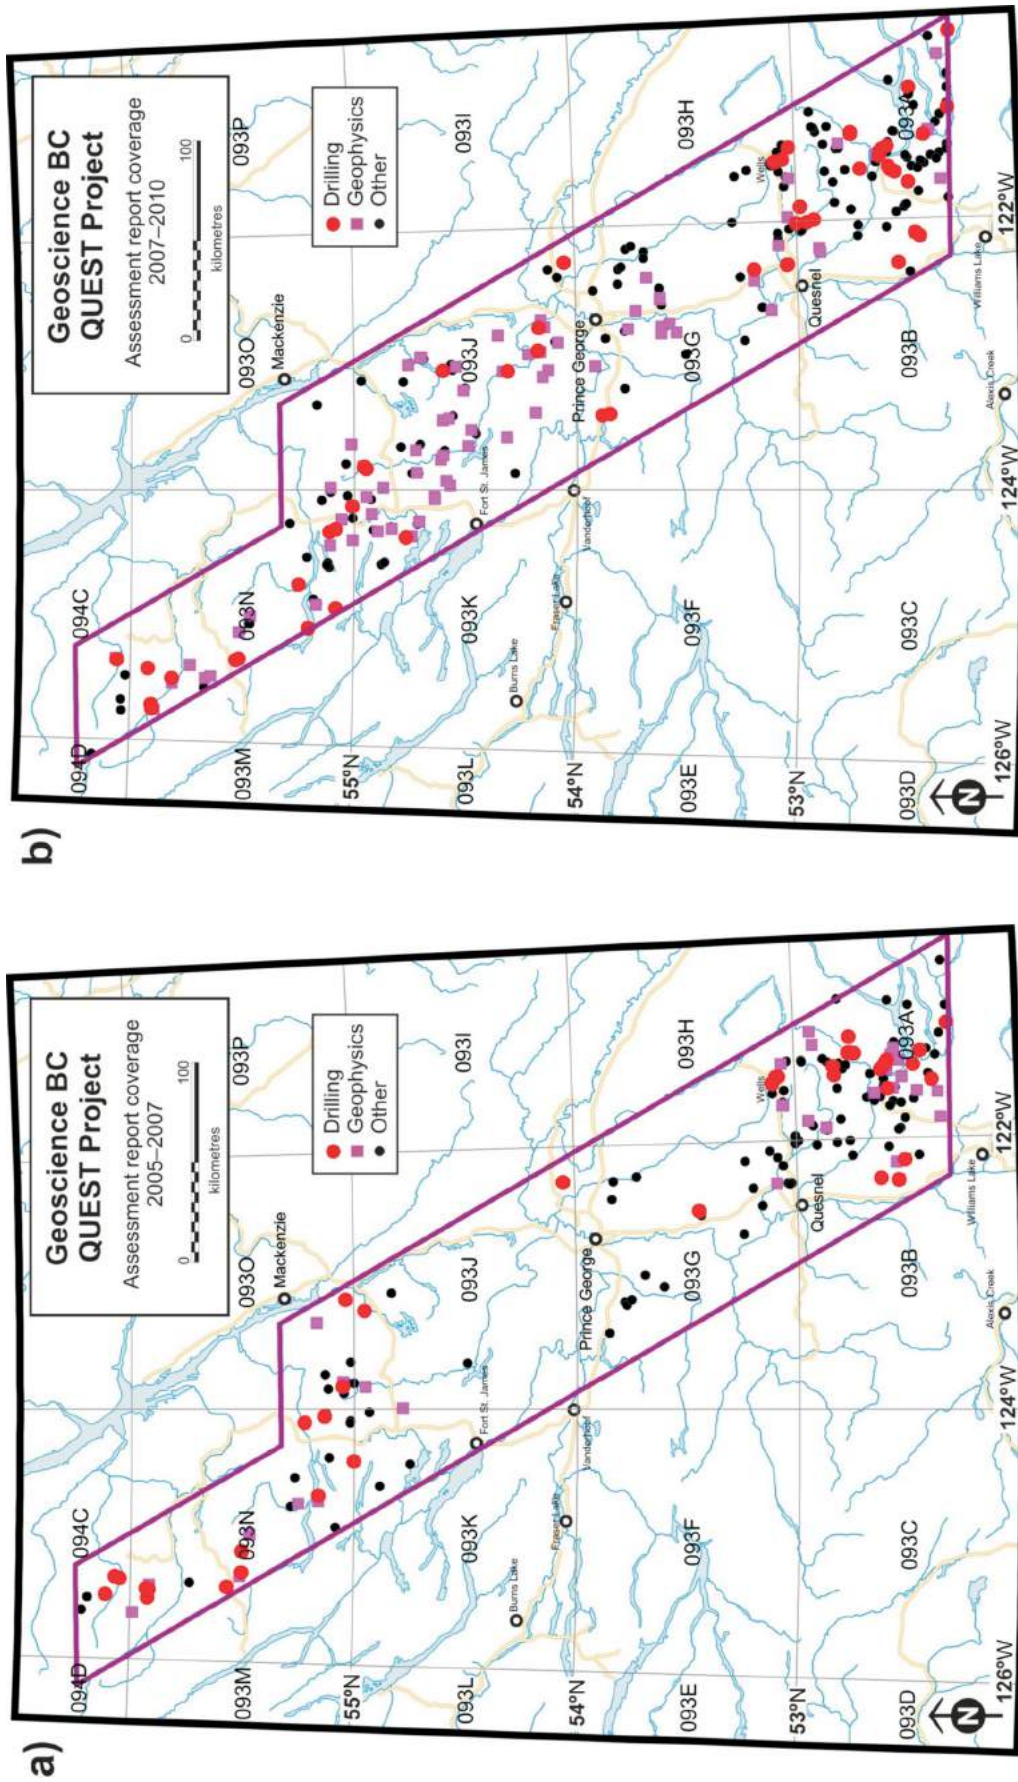 a)
Geoscience BC
QUEST Project
Assessment report coverage
2005–2007
0
100
kilometres
Drilling
Geophysics
Other
094D
094C
093M
093N
093O
093P
Mackenzie
55°N
093L
093K
093J
093I
Fort St. James
Burns Lake
Fraser Lake
Vanderhoof
Prince George
54°N
093E
093F
093G
093H
Wells
Quesnel
53°N
093D
093C
093B
093A
Williams Lake
Alexis Creek
N
126°W
124°W
122°W
b)
Geoscience BC
QUEST Project
Assessment report coverage
2007–2010
0
100
kilometres
Drilling
Geophysics
Other
094D
094C
093M
093N
093O
093P
Mackenzie
55°N
093L
093K
093J
093I
Fort St. James
Burns Lake
Fraser Lake
Vanderhoof
Prince George
54°N
093E
093F
093G
093H
Wells
Quesnel
53°N
093D
093C
093B
093A
Williams Lake
Alexis Creek
N
126°W
124°W
122°W